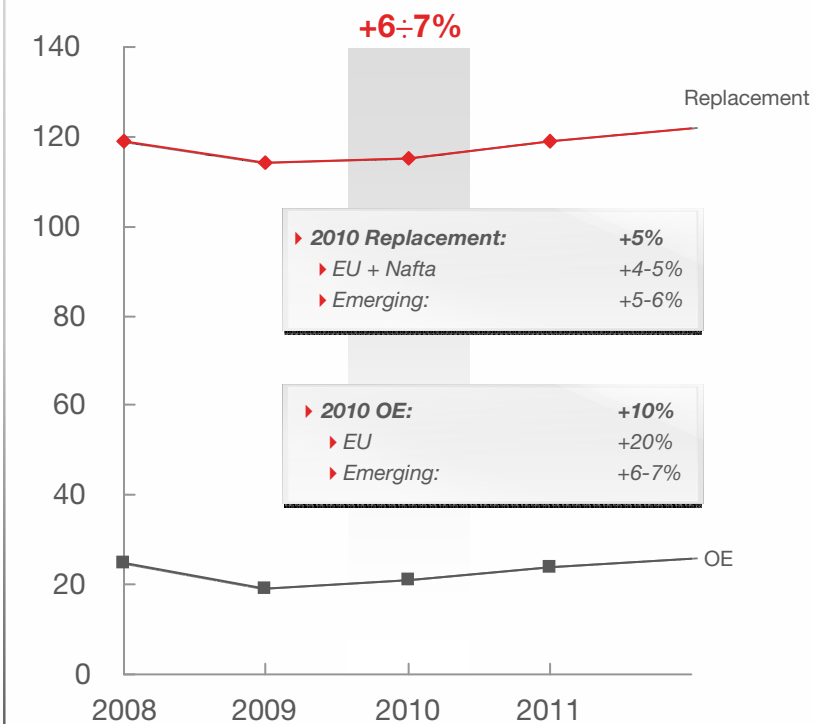 +6÷7%
140
Replacement
120
100
2010 Replacement: +5%
EU + Nafta +4-5%
Emerging: +5-6%
80
60
2010 OE: +10%
EU +20%
Emerging: +6-7%
40
OE
20
0
2008 2009 2010 2011